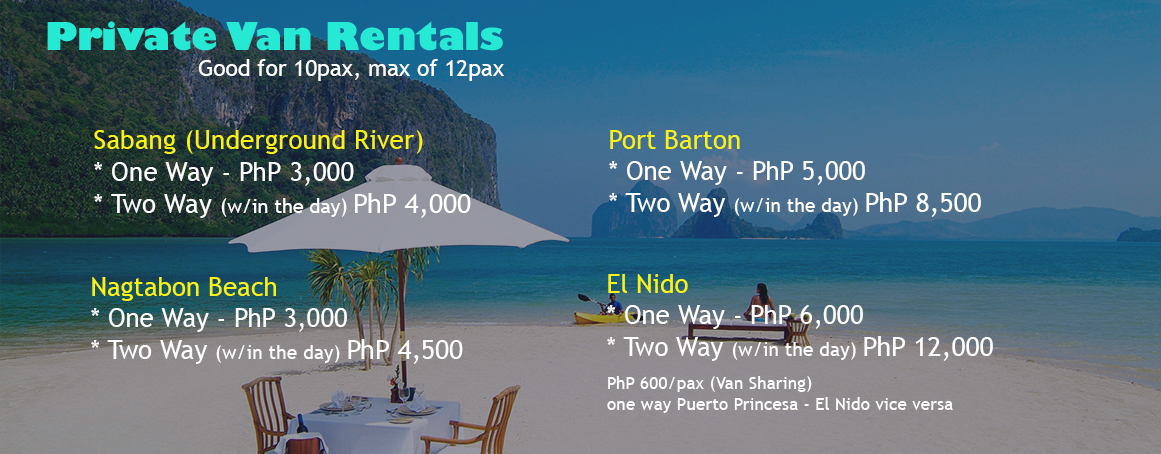 Private Van Rentals
Good for 10pax, max of 12pax
Sabang (Underground River)
* One Way - PhP 3,000
* Two Way (w/in the day) PhP 4,000
Nagtabon Beach
* One Way - PhP 3,000
* Two Way (w/in the day) PhP 4,500
Port Barton
* One Way - PhP 5,000
* Two Way (w/in the day) PhP 8,500
El Nido
* One Way - PhP 6,000
* Two Way (w/in the day) PhP 12,000
PhP 600/pax (Van Sharing)
one way Puerto Princesa - El Nido vice versa